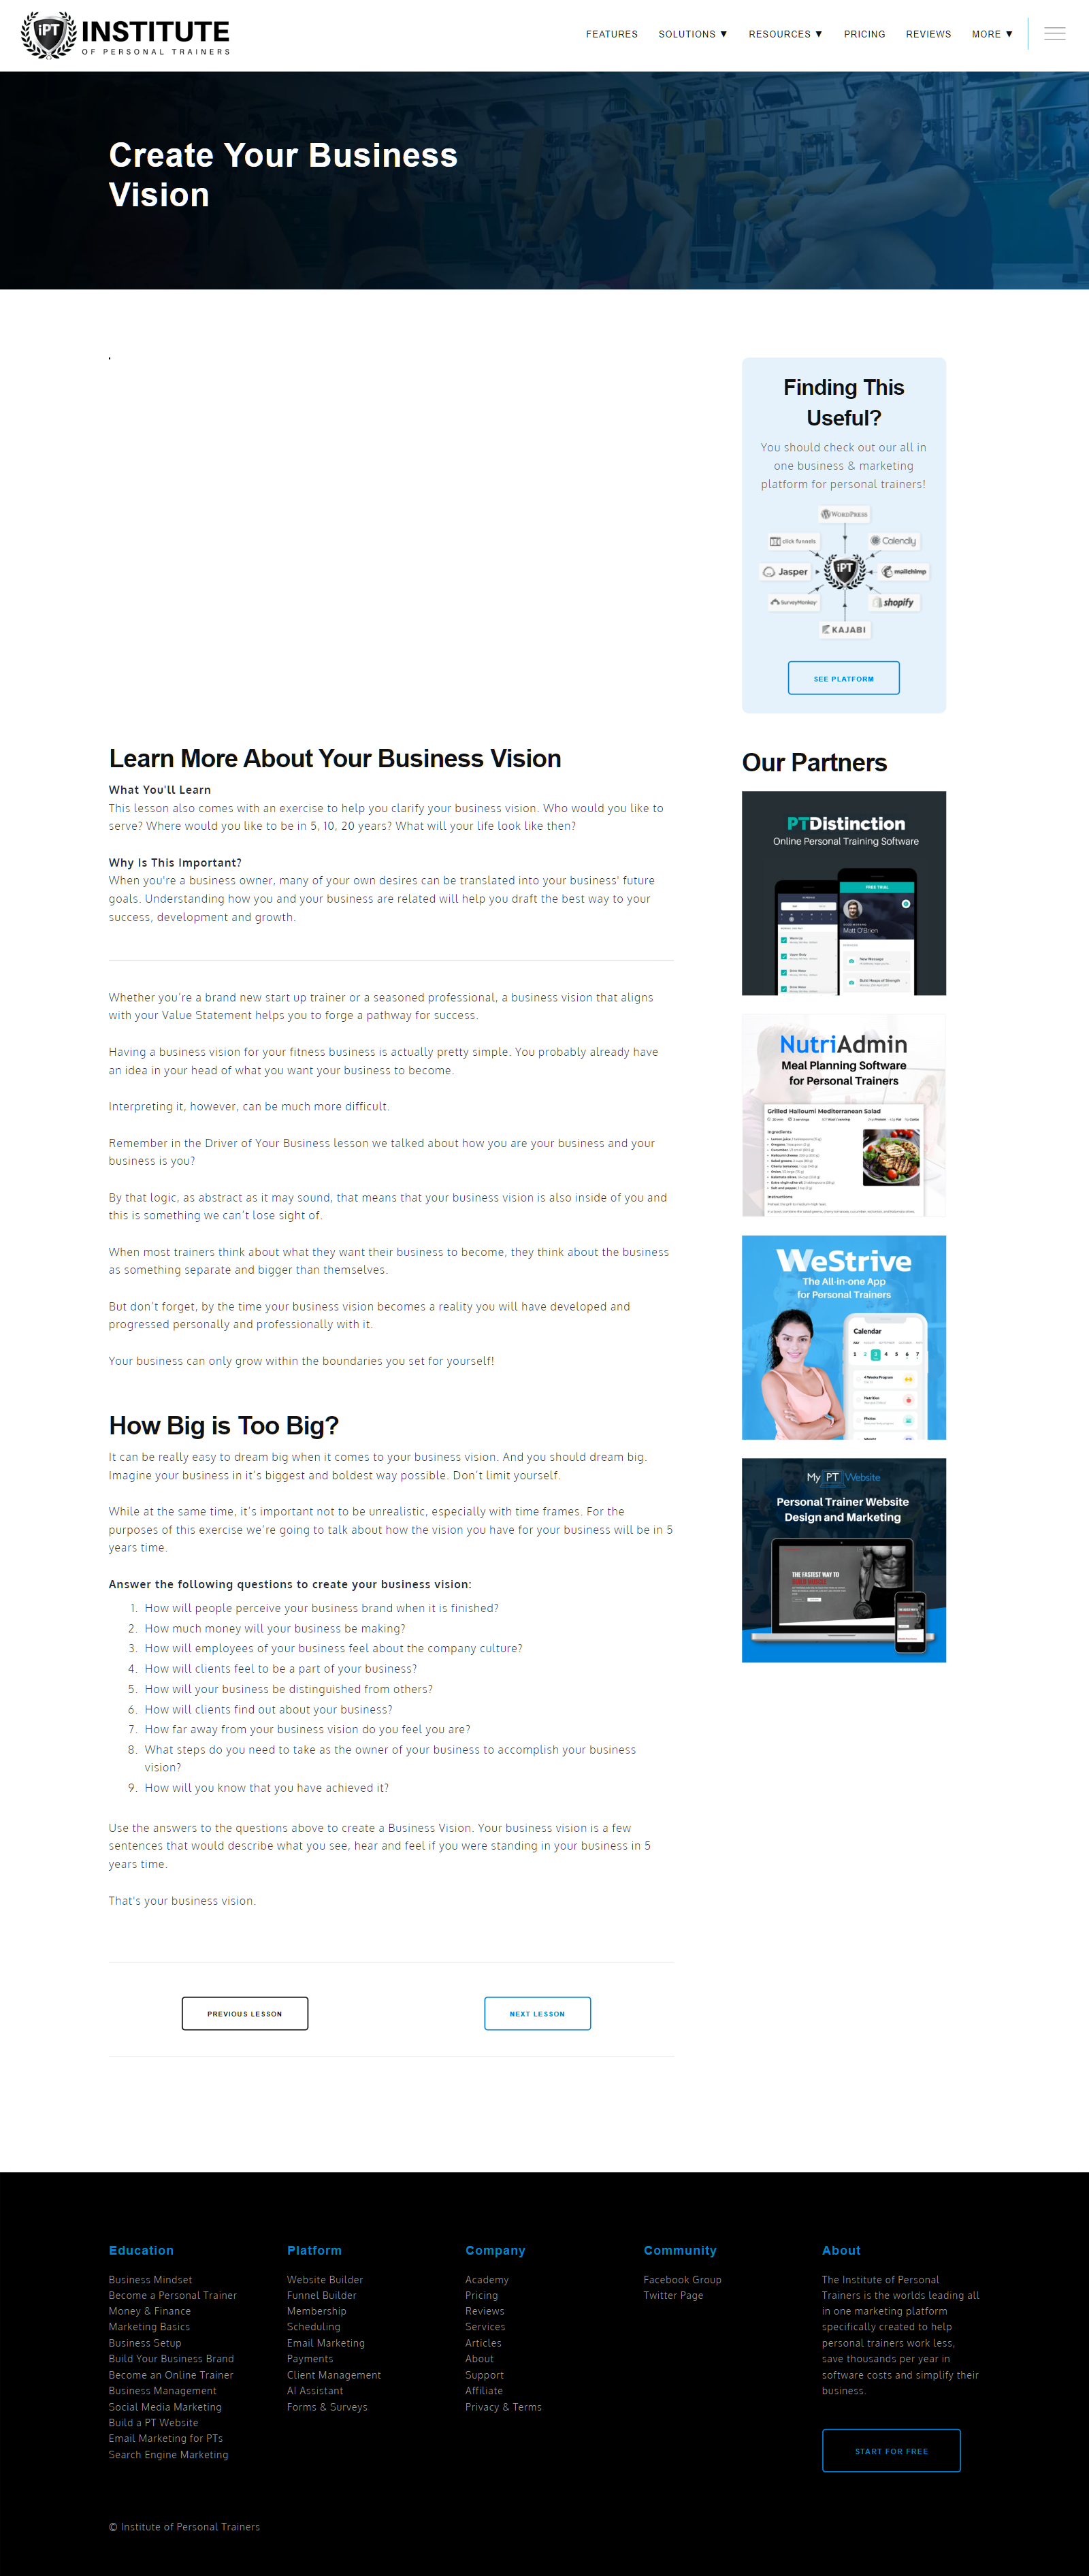 iPT INSTITUTE
OF PERSONAL TRAINERS
FEATURES
SOLUTIONS ▼
RESOURCES ▼
PRICING
REVIEWS
MORE ▼
Create Your Business
Vision
Finding This
Useful?
You should check out our all in
one business & marketing
platform for personal trainers!
WORDPRESS
click funnels
Calendly
Jasper
iPT
mailchimp
SurveyMonkey
shopify
KAJABI
SEE PLATFORM
Learn More About Your Business Vision
What You'll Learn
This lesson also comes with an exercise to help you clarify your business vision. Who would you like to
serve? Where would you like to be in 5, 10, 20 years? What will your life look like then?
Why Is This Important?
When you're a business owner, many of your own desires can be translated into your business' future
goals. Understanding how you and your business are related will help you draft the best way to your
success, development and growth.
Whether you're a brand new start up trainer or a seasoned professional, a business vision that aligns
with your Value Statement helps you to forge a pathway for success.
Having a business vision for your fitness business is actually pretty simple. You probably already have
an idea in your head of what you want your business to become.
Interpreting it, however, can be much more difficult.
Remember in the Driver of Your Business lesson we talked about how you are your business and your
business is you?
By that logic, as abstract as it may sound, that means that your business vision is also inside of you and
this is something we can't lose sight of.
When most trainers think about what they want their business to become, they think about the business
as something separate and bigger than themselves.
But don't forget, by the time your business vision becomes a reality you will have developed and
progressed personally and professionally with it.
Your business can only grow within the boundaries you set for yourself!
How Big is Too Big?
It can be really easy to dream big when it comes to your business vision. And you should dream big.
Imagine your business in it's biggest and boldest way possible. Don't limit yourself.
While at the same time, it's important not to be unrealistic, especially with time frames. For the
purposes of this exercise we're going to talk about how the vision you have for your business will be in 5
years time.
Answer the following questions to create your business vision:
1. How will people perceive your business brand when it is finished?
2. How much money will your business be making?
3. How will employees of your business feel about the company culture?
4. How will clients feel to be a part of your business?
5. How will your business be distinguished from others?
6. How will clients find out about your business?
7. How far away from your business vision do you feel you are?
8. What steps do you need to take as the owner of your business to accomplish your business
vision?
9. How will you know that you have achieved it?
Use the answers to the questions above to create a Business Vision. Your business vision is a few
sentences that would describe what you see, hear and feel if you were standing in your business in 5
years time.
That's your business vision.
PREVIOUS LESSON
NEXT LESSON
Our Partners
PTDistinction
Online Personal Training Software
FREE TRIAL
Matt O'Brien
New Message
Build Heaps of Strength
NutriAdmin
Meal Planning Software
for Personal Trainers
Grilled Halloumi Mediterranean Salad
Ingredients
Instructions
WeStrive
The All-in-one App
for Personal Trainers
Calendar
1 2 3 4 5 6 7
4 Weeks Program
Nutrition
Photos
My PT Website
Personal Trainer Website
Design and Marketing
THE FASTEST WAY TO
Education
Business Mindset
Become a Personal Trainer
Money & Finance
Marketing Basics
Business Setup
Build Your Business Brand
Become an Online Trainer
Business Management
Social Media Marketing
Build a PT Website
Email Marketing for PTs
Search Engine Marketing
Platform
Website Builder
Funnel Builder
Membership
Scheduling
Email Marketing
Payments
Client Management
AI Assistant
Forms & Surveys
Company
Academy
Pricing
Reviews
Services
Articles
About
Support
Affiliate
Privacy & Terms
Community
Facebook Group
Twitter Page
About
The Institute of Personal
Trainers is the worlds leading all
in one marketing platform
specifically created to help
personal trainers work less,
save thousands per year in
software costs and simplify their
business.
START FOR FREE
© Institute of Personal Trainers